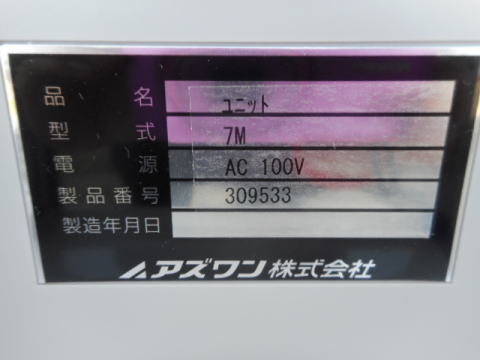 品名 ユニット
型式 7M
電源 AC 100V
製品番号 309533
製造年月日
アズワン株式会社